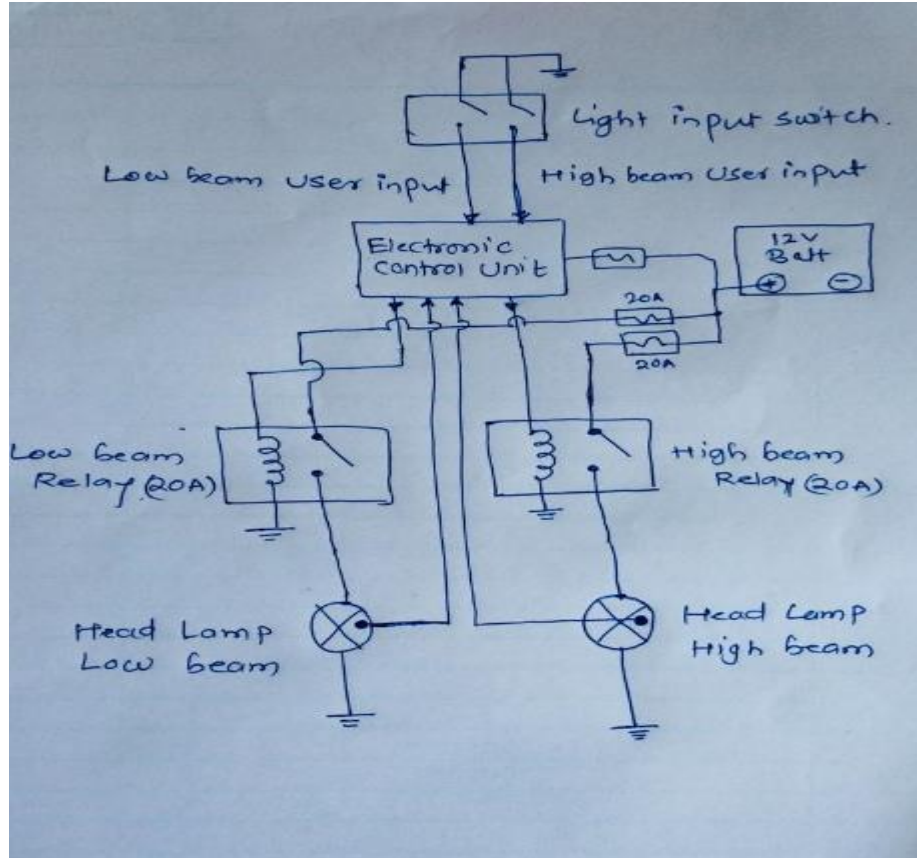 Light input switch.
Low beam user input
High beam user input
Electronic
Control Unit
12V
Batt
+ -
20A
20A
Low beam
Relay (20A)
High beam
Relay (20A)
Head Lamp
Low beam
Head Lamp
High beam